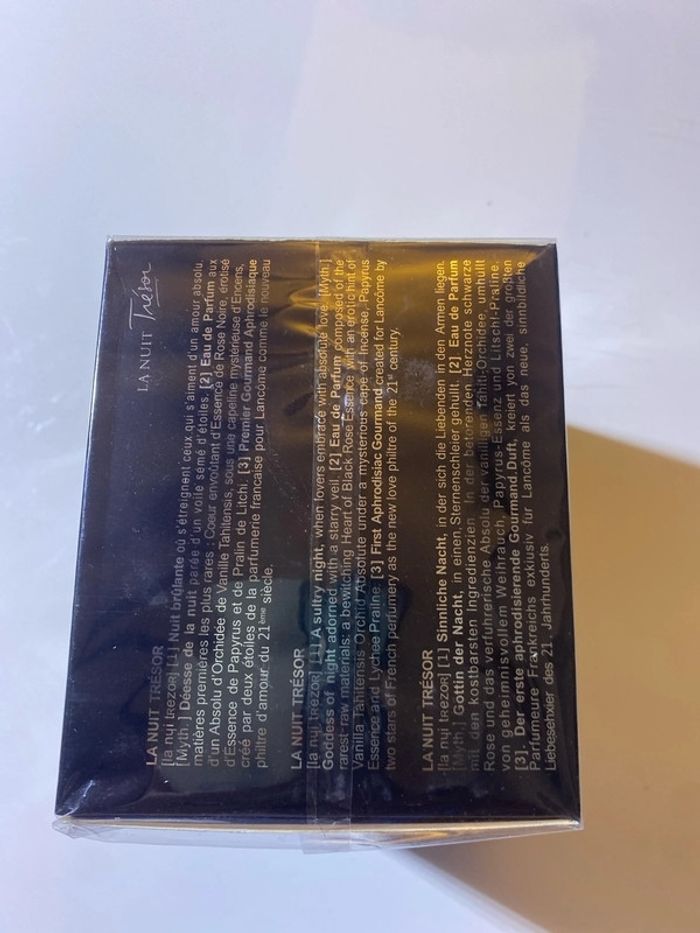 LA NUIT Trésor
LA NUIT TRÉSOR
[la nɥi tʀezɔʀ] [1] Nuit brûlante où s'étreignent ceux qui s'aiment d'un amour absolu.
[Myth.] Déesse de la nuit parée d'un voile semé d'étoiles. [2] Eau de Parfum aux
matières premières les plus rares : Coeur envoûtant d'Essence de Rose Noire, érotisé
d'un Absolu d'Orchidée de Vanille Tahitensis, sous une capeline mystérieuse d'Encens,
d'Essence de Papyrus et de Pralin de Litchi. [3] Premier Gourmand Aphrodisiaque
créé par deux étoiles de la parfumerie francaise pour Lancôme comme le nouveau
philtre d'amour du 21ème siècle.
LA NUIT TRÉSOR
[la nɥi tʀezɔʀ] [1] A sultry night, when lovers embrace with absolute love. [Myth.]
Goddess of night adorned with a starry veil. [2] Eau de Parfum composed of the
rarest raw materials: a bewitching Heart of Black Rose Essence with an erotic hint of
Vanilla Tahitensis Orchid Absolute under a mysterious cape of Incense, Papyrus
Essence and Lychee Praline. [3] First Aphrodisiac Gourmand created for Lancôme by
two stars of French perfumery as the new love philtre of the 21st century.
LA NUIT TRÉSOR
[la nɥi tʀezɔʀ] [1] Sinnliche Nacht, in der sich die Liebenden in den Armen liegen.
[Myth.] Göttin der Nacht, in einen Sternenschleier gehüllt. [2] Eau de Parfum
mit den kostbarsten Ingredienzien. In der betörenden Herznote schwarze
Rose und das verführerische Absolu der vanilligen Tahiti-Orchidee, umhüllt
von geheimnisvollem Weihrauch, Papyrus-Essenz und Litschi-Praline.
[3]. Der erste aphrodisierende Gourmand Duft, kreiert von zwei der größten
Parfumeure Frankreichs exklusiv für Lancôme als das neue, sinnbildliche
Liebeselixier des 21. Jahrhunderts.